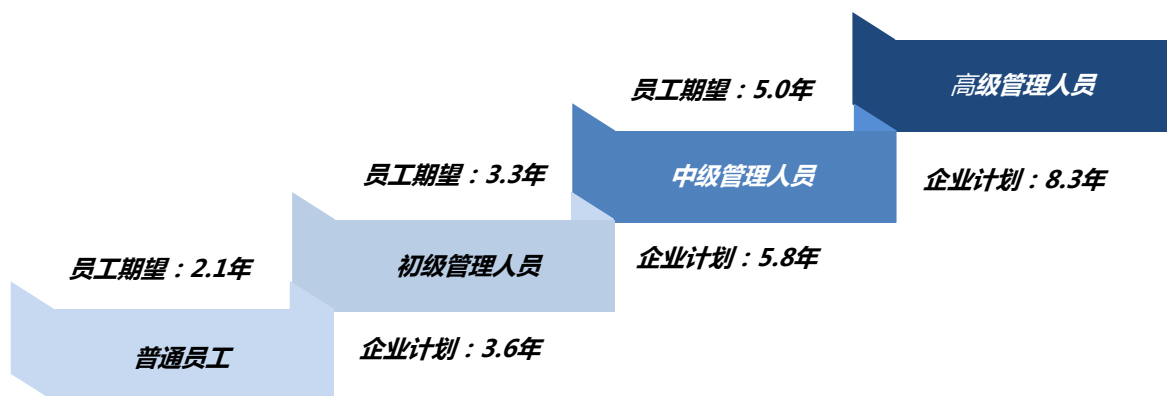 高级管理人员
员工期望：5.0年
中级管理人员
企业计划：8.3年
员工期望：3.3年
初级管理人员
企业计划：5.8年
员工期望：2.1年
普通员工
企业计划：3.6年